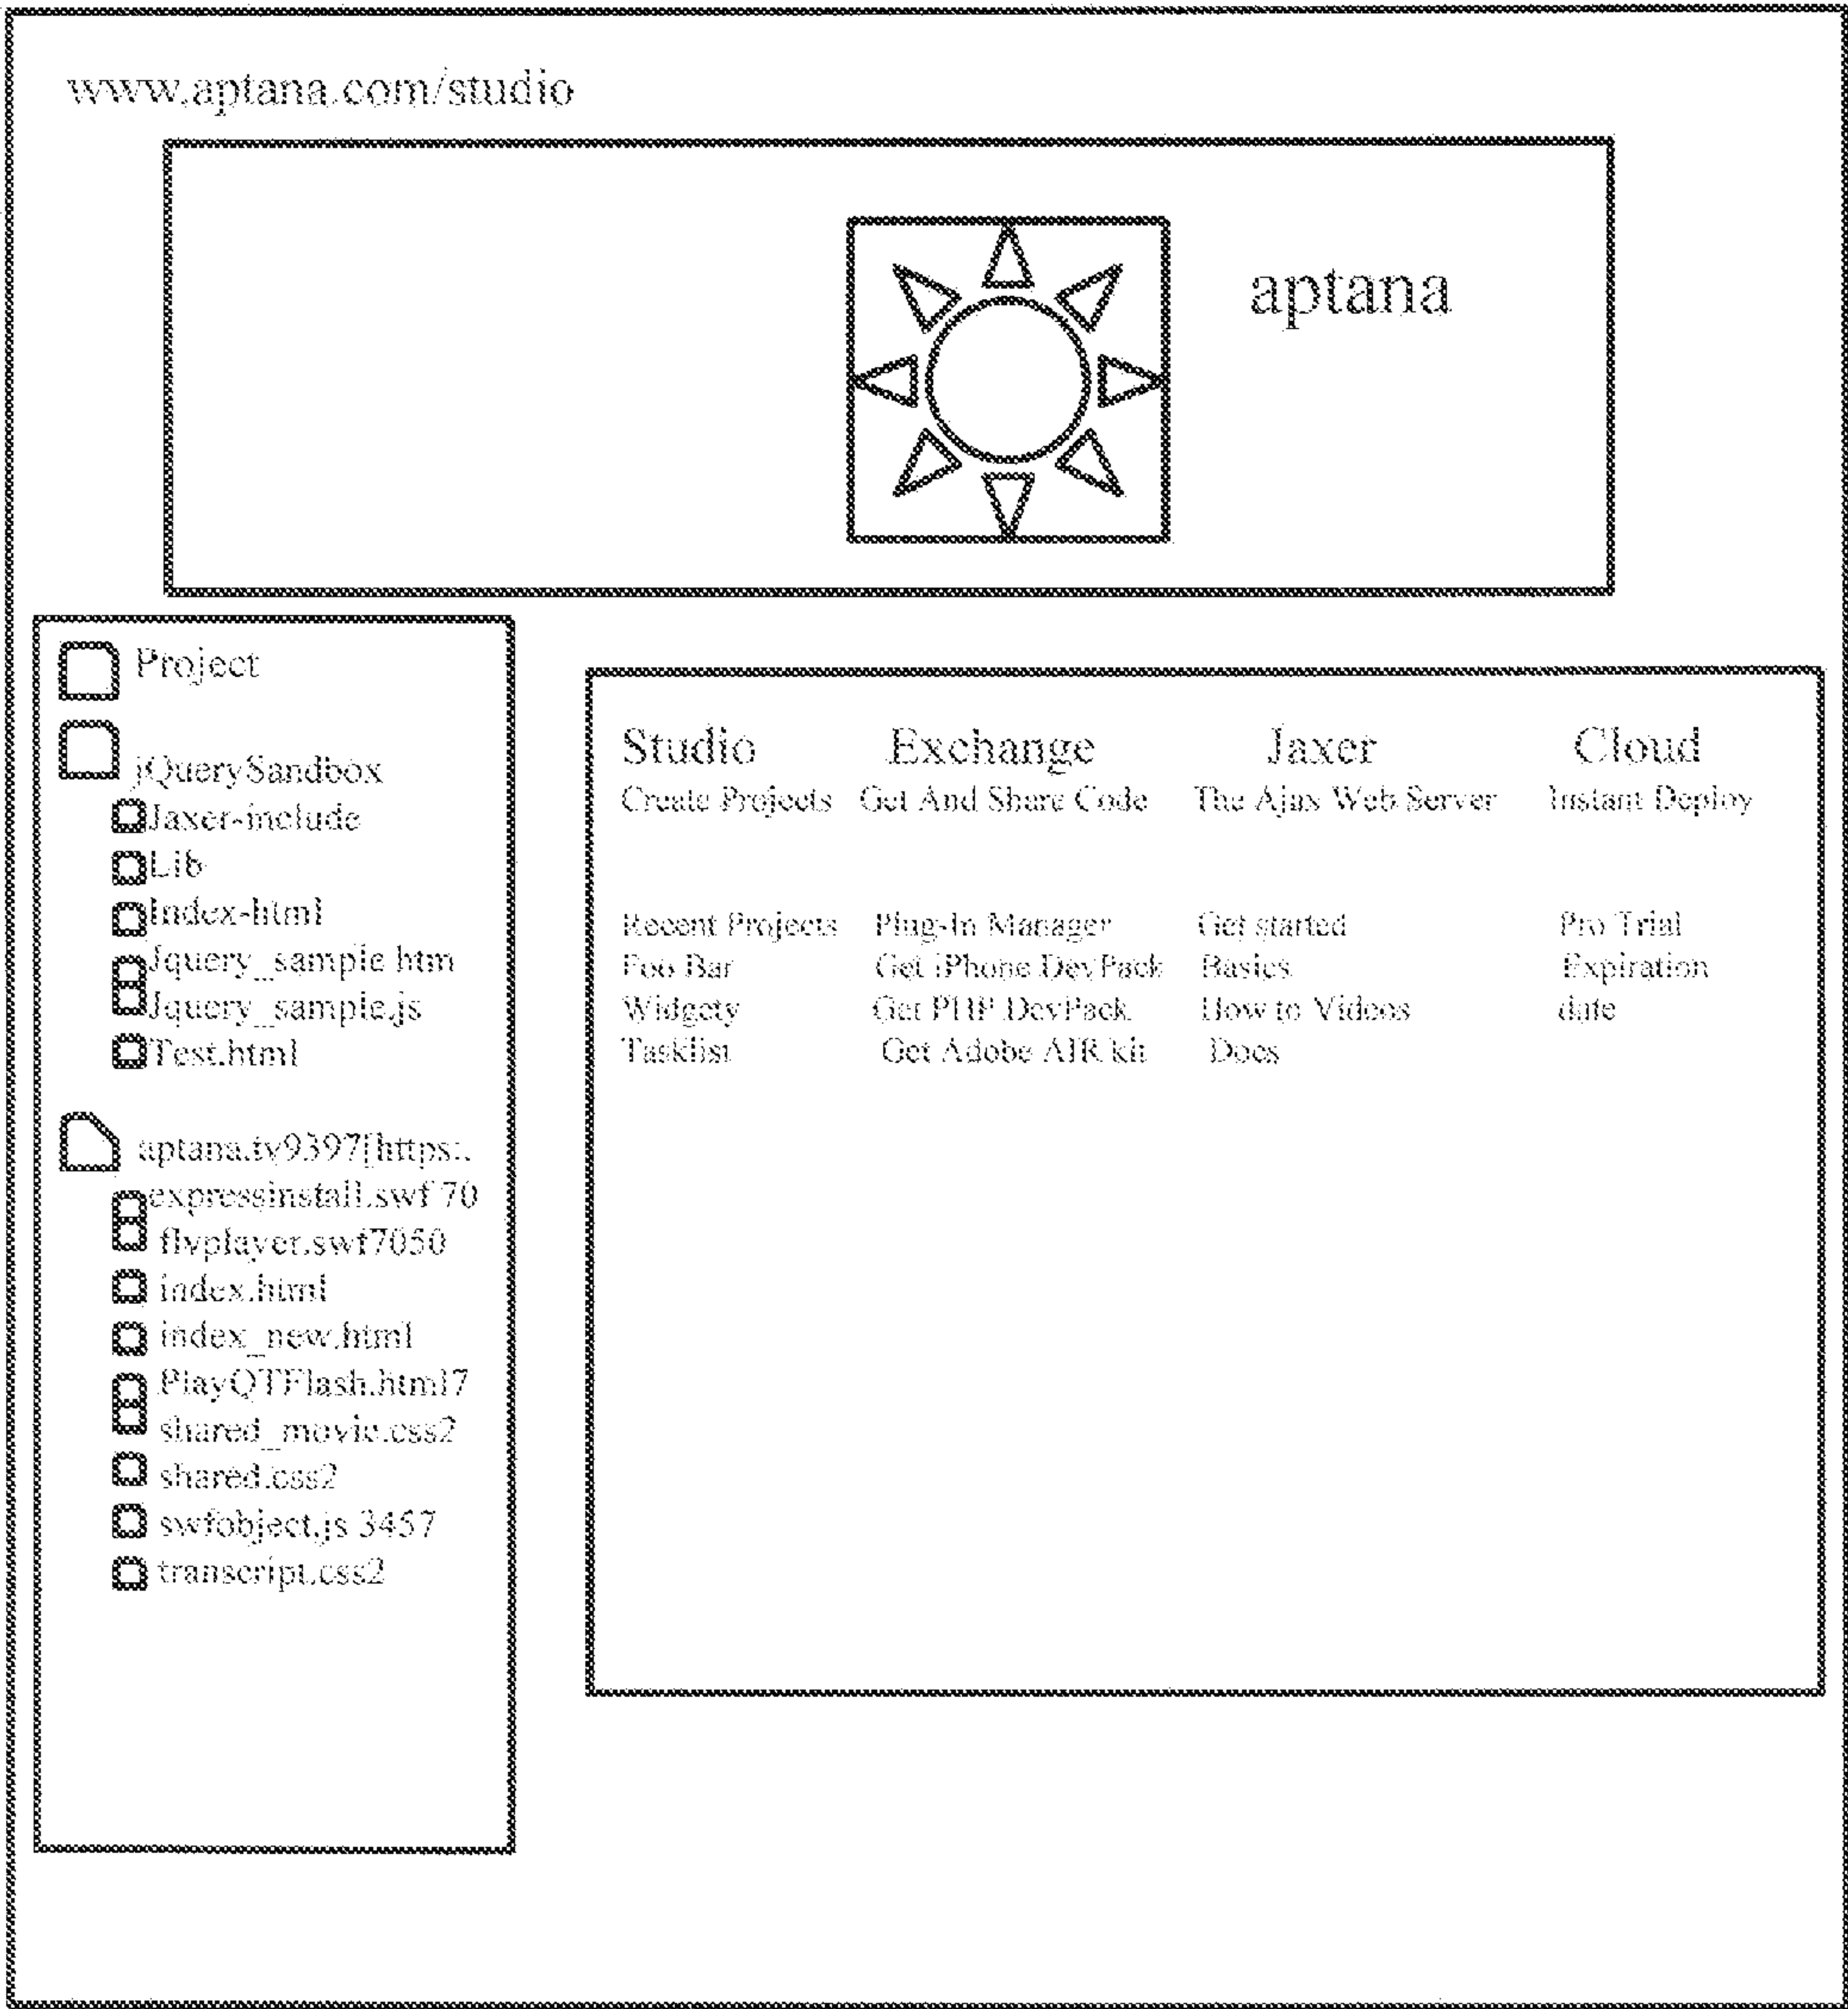 www.aptana.com/studio
aptana
Project
jQuerySandbox
Jaxer-include
Lib
Index-html
Jquery_sample htm
Jquery_sample.js
Test.html
aptana.tv9397[https:.
expressinstall.swf 70
flvplayer.swf7050
index.html
index_new.html
PlayQTFlash.html7
shared_movie.css2
shared.css2
swfobject.js 3457
transcript.css2
Studio Exchange Jaxer Cloud
Create Projects Get And Share Code The Ajax Web Server Instant Deploy
Recent Projects Plug-In Manager Get started Pro Trial
Foo Bar Get iPhone DevPack Basics Expiration
Widgety Get PHP DevPack How to Videos date
Tasklist Get Adobe AIR kit Docs